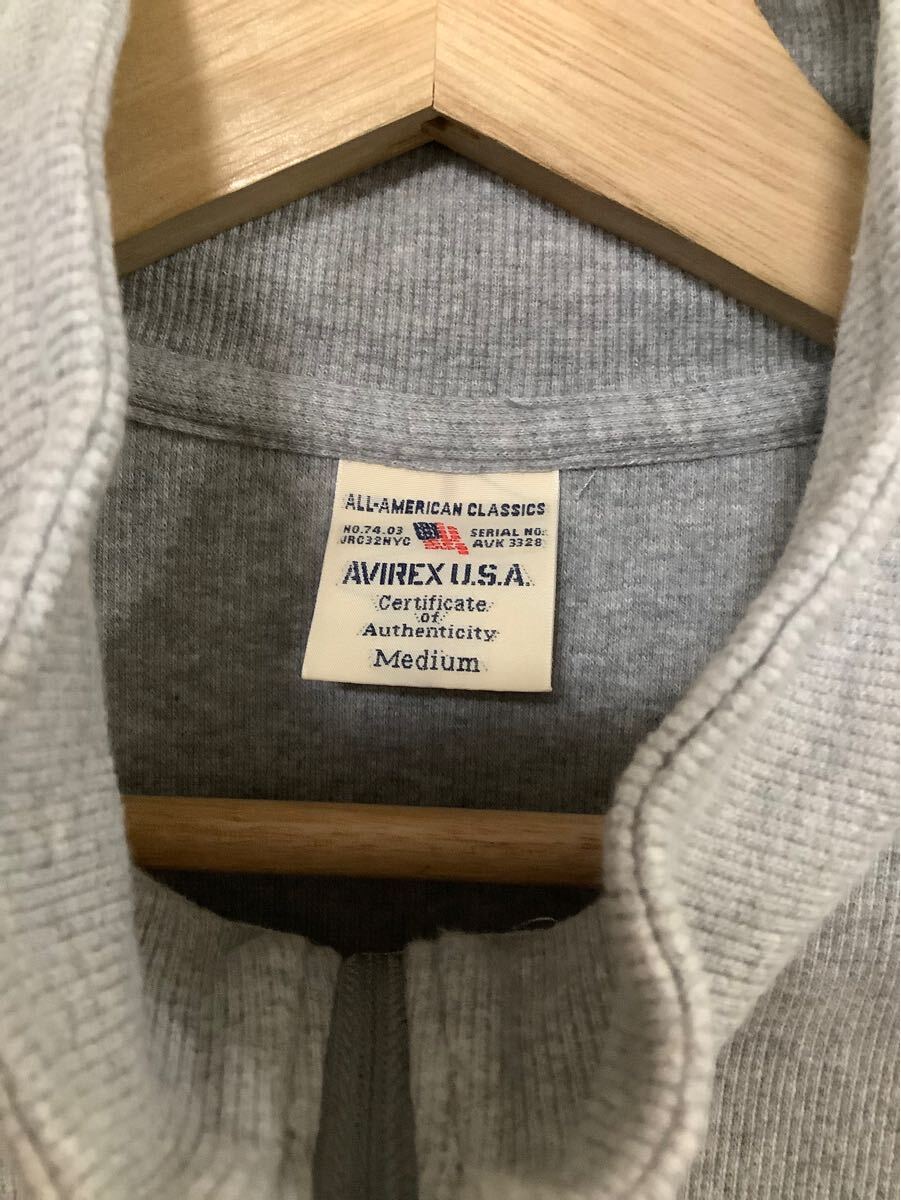 ALL-AMERICAN CLASSICS
NO.74.03 SERIAL NO:
JRC32NYC AVK 3328
AVIREX U.S.A.
Certificate
of
Authenticity
Medium